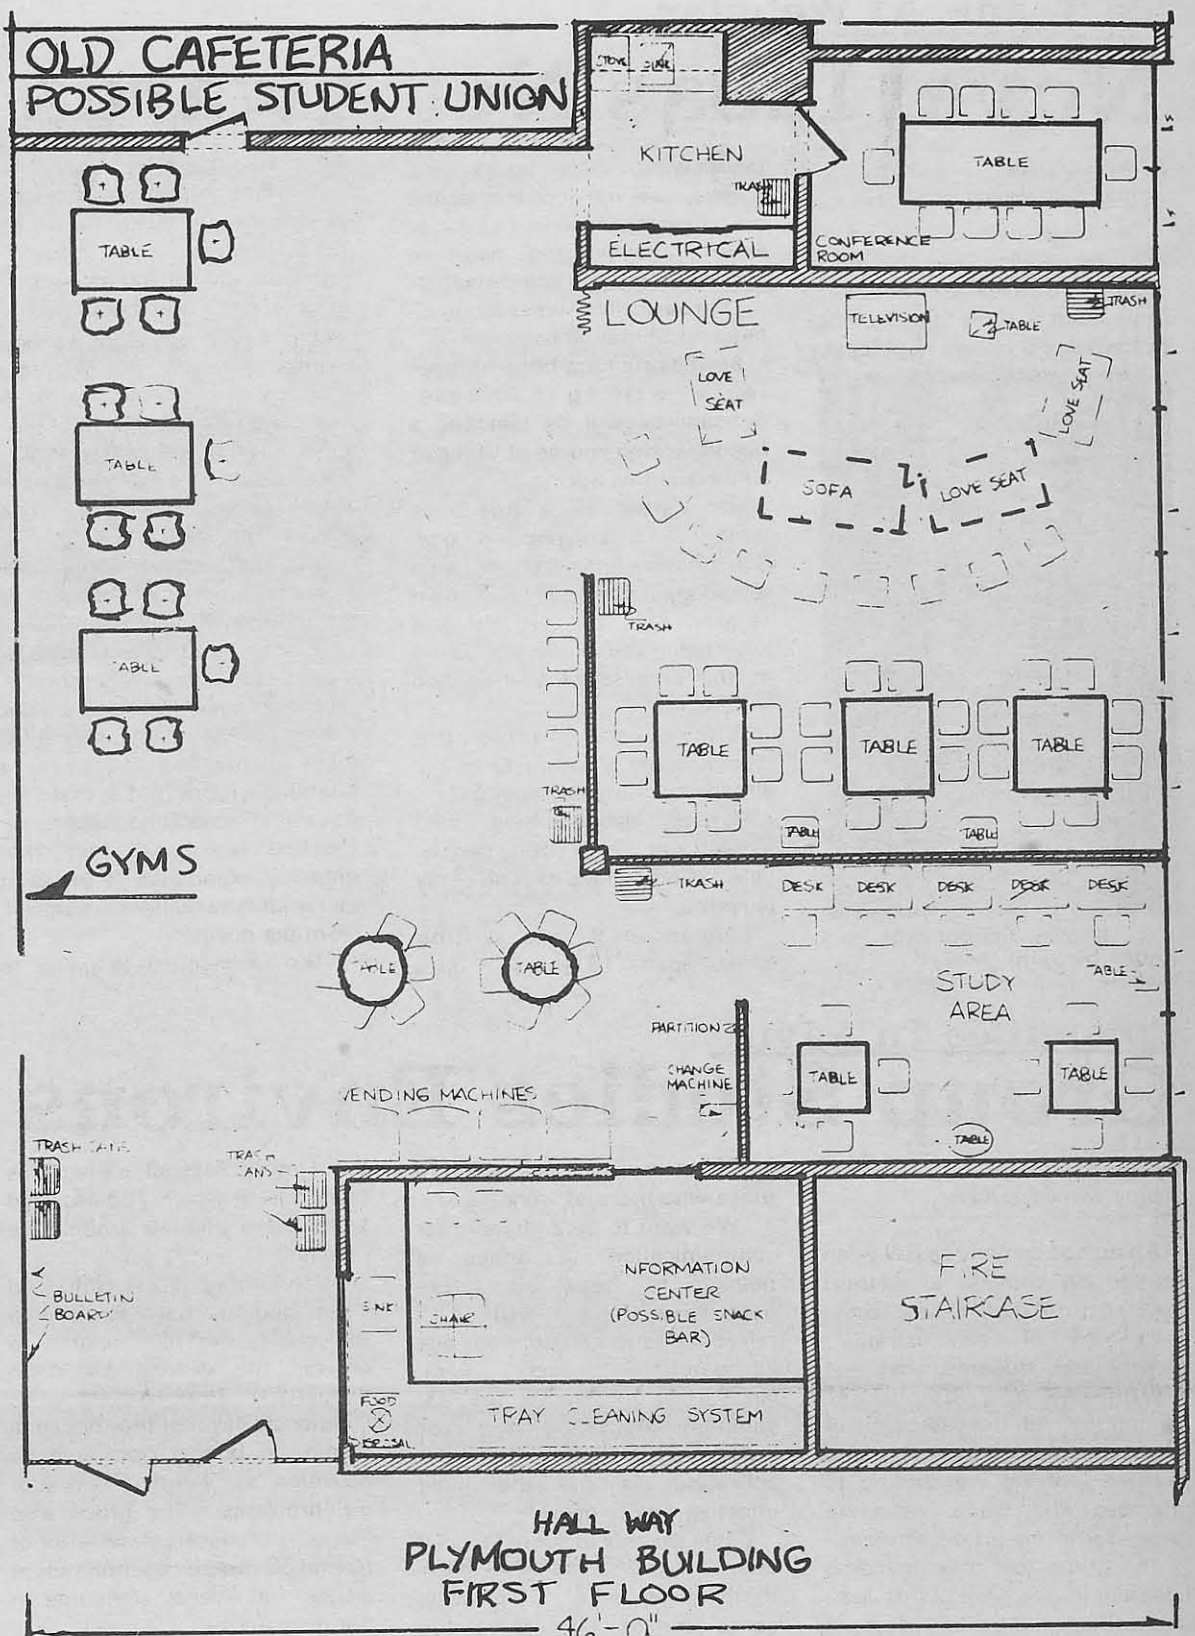 OLD CAFETERIA
POSSIBLE STUDENT UNION
STOVE
SINK
KITCHEN
TRASH
TABLE
ELECTRICAL
CONFERENCE
ROOM
TABLE
LOUNGE
TELEVISION
TABLE
TRASH
LOVE
SEAT
LOVE SEAT
SOFA
LOVE SEAT
TABLE
TABLE
TRASH
TABLE
TABLE
TABLE
TRASH
TABLE
TABLE
GYMS
TRASH
DESK
DESK
DESK
DESK
DESK
TABLE
TABLE
STUDY
AREA
TABLE
PARTITION
CHANGE
MACHINE
TABLE
TABLE
VENDING MACHINES
TABLE
TRASH CANS
TRASH
CANS
BULLETIN
BOARDS
SINK
CHAIR
INFORMATION
CENTER
(POSSIBLE SNACK
BAR)
FIRE
STAIRCASE
FOOD
DISPOSAL
TRAY CLEANING SYSTEM
HALL WAY
PLYMOUTH BUILDING
FIRST FLOOR
46'-0"